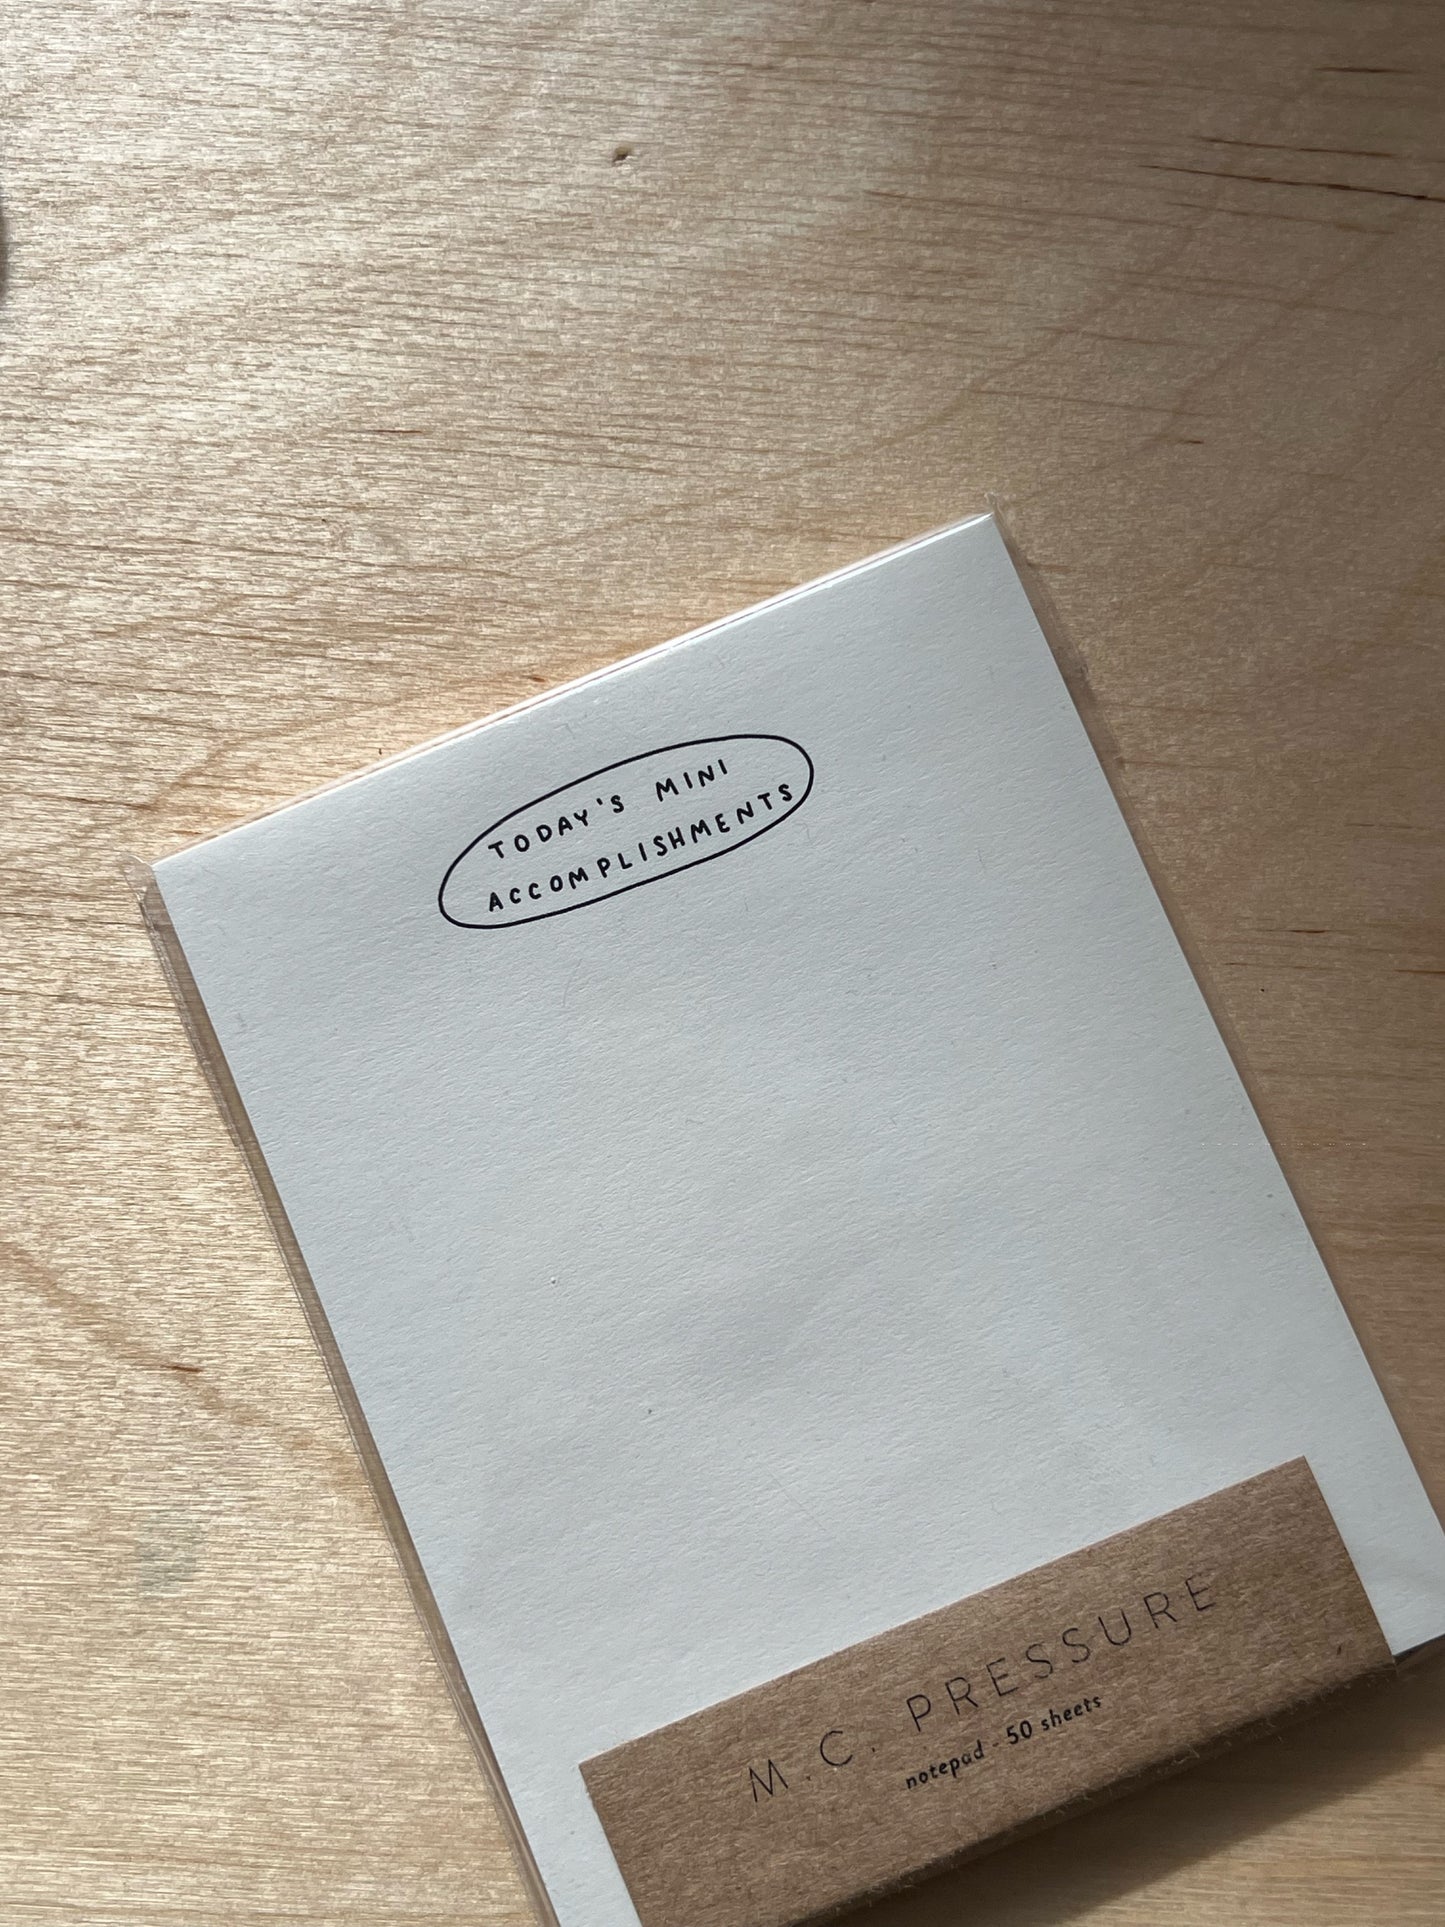 TODAY'S MINI
ACCOMPLISHMENTS
M.C. PRESSURE
notepad - 50 sheets